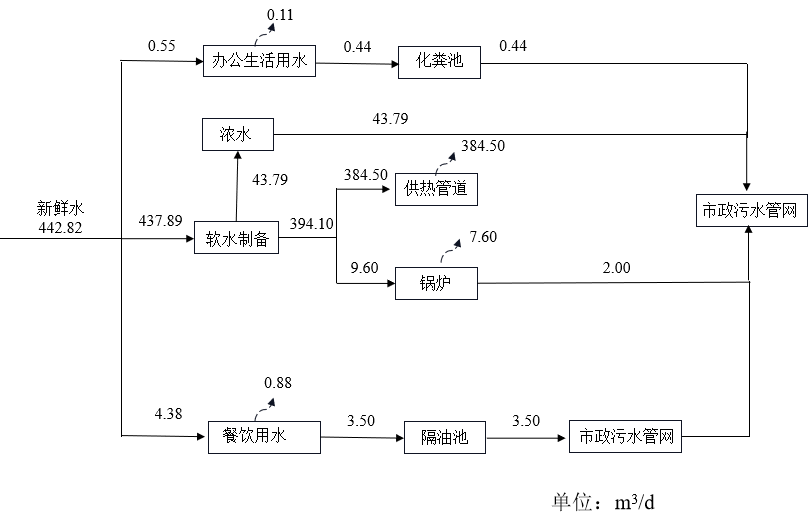 0.11
0.55
办公生活用水
0.44
化粪池
0.44
浓水
43.79
43.79
384.50
384.50
供热管道
新鲜水
442.82
437.89
软水制备
394.10
市政污水管网
7.60
9.60
锅炉
2.00
0.88
4.38
餐饮用水
3.50
隔油池
3.50
市政污水管网
单位：m³/d